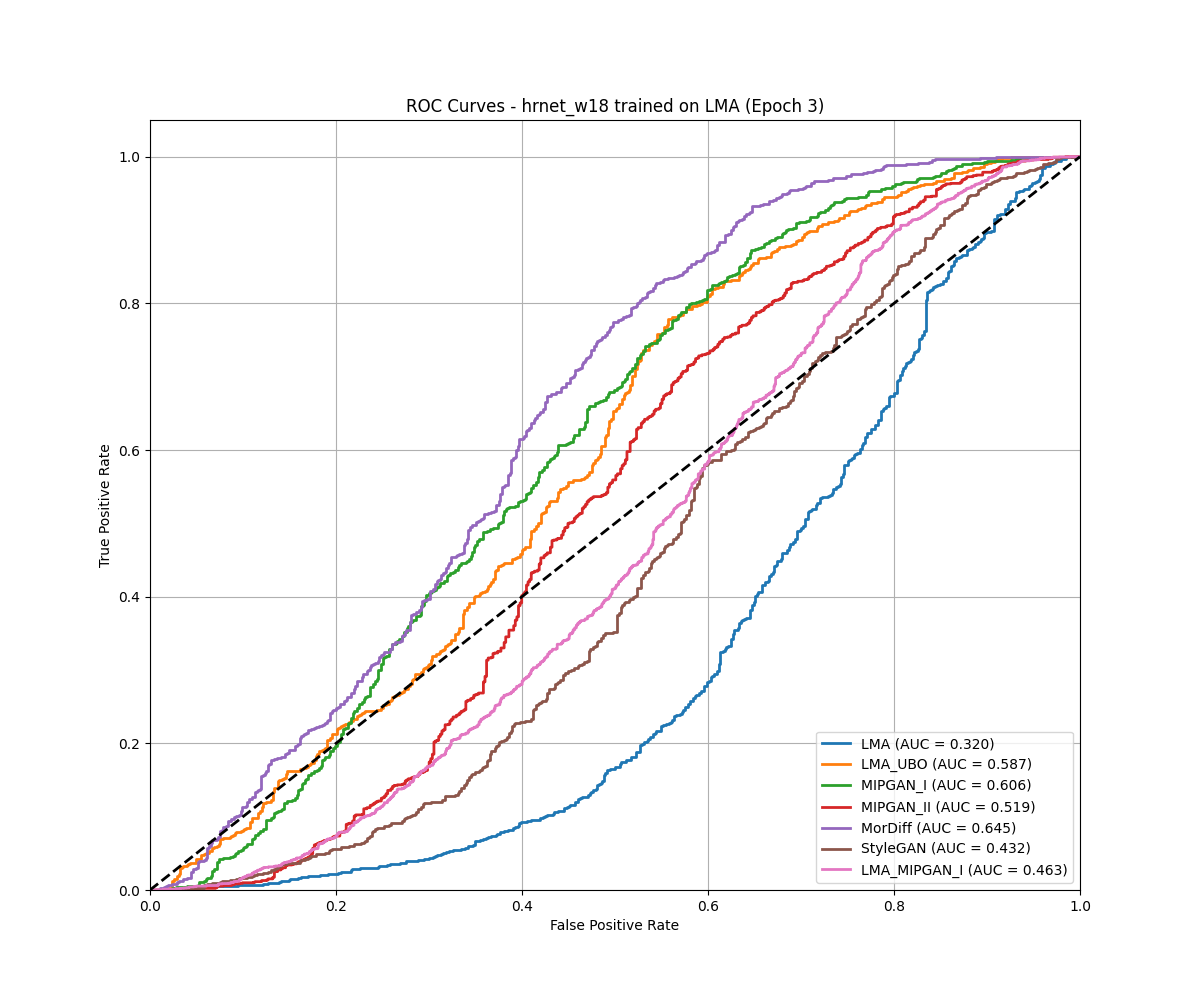 ROC Curves - hrnet_w18 trained on LMA (Epoch 3)
True Positive Rate
1.0
0.8
0.6
0.4
0.2
0.0
0.0 0.2 0.4 0.6 0.8 1.0
False Positive Rate
LMA (AUC = 0.320)
LMA_UBO (AUC = 0.587)
MIPGAN_I (AUC = 0.606)
MIPGAN_II (AUC = 0.519)
MorDiff (AUC = 0.645)
StyleGAN (AUC = 0.432)
LMA_MIPGAN_I (AUC = 0.463)